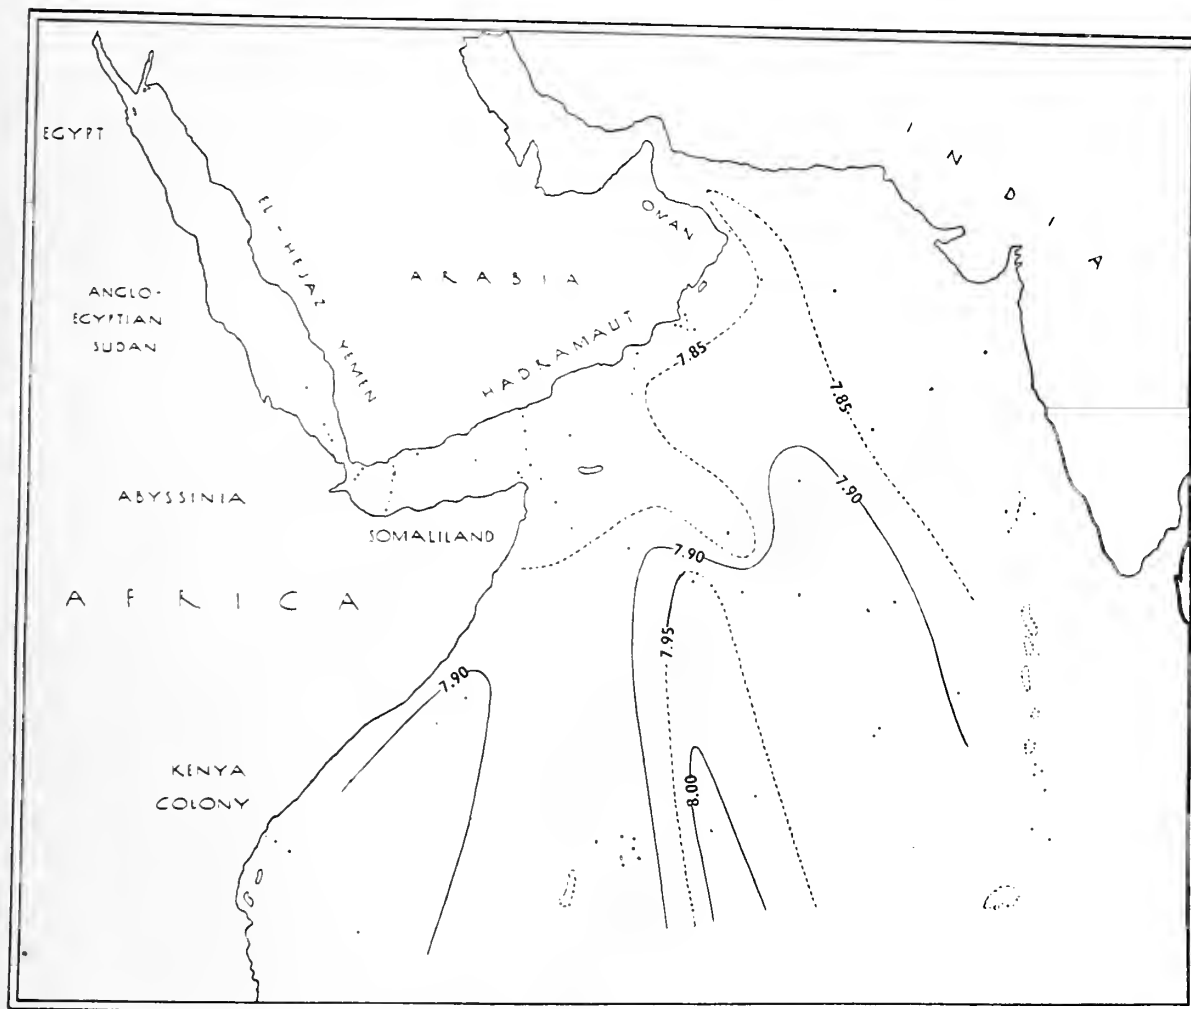 EGYPT
INDIA
EL-HEJAZ
OMAN
ARABIA
ANGLO-
EGYPTIAN
SUDAN
YEMEN
HADRAMAUT
7.85
7.85
ABYSSINIA
7.90
SOMALILAND
7.90
AFRICA
7.95
7.90
KENYA
COLONY
8.00